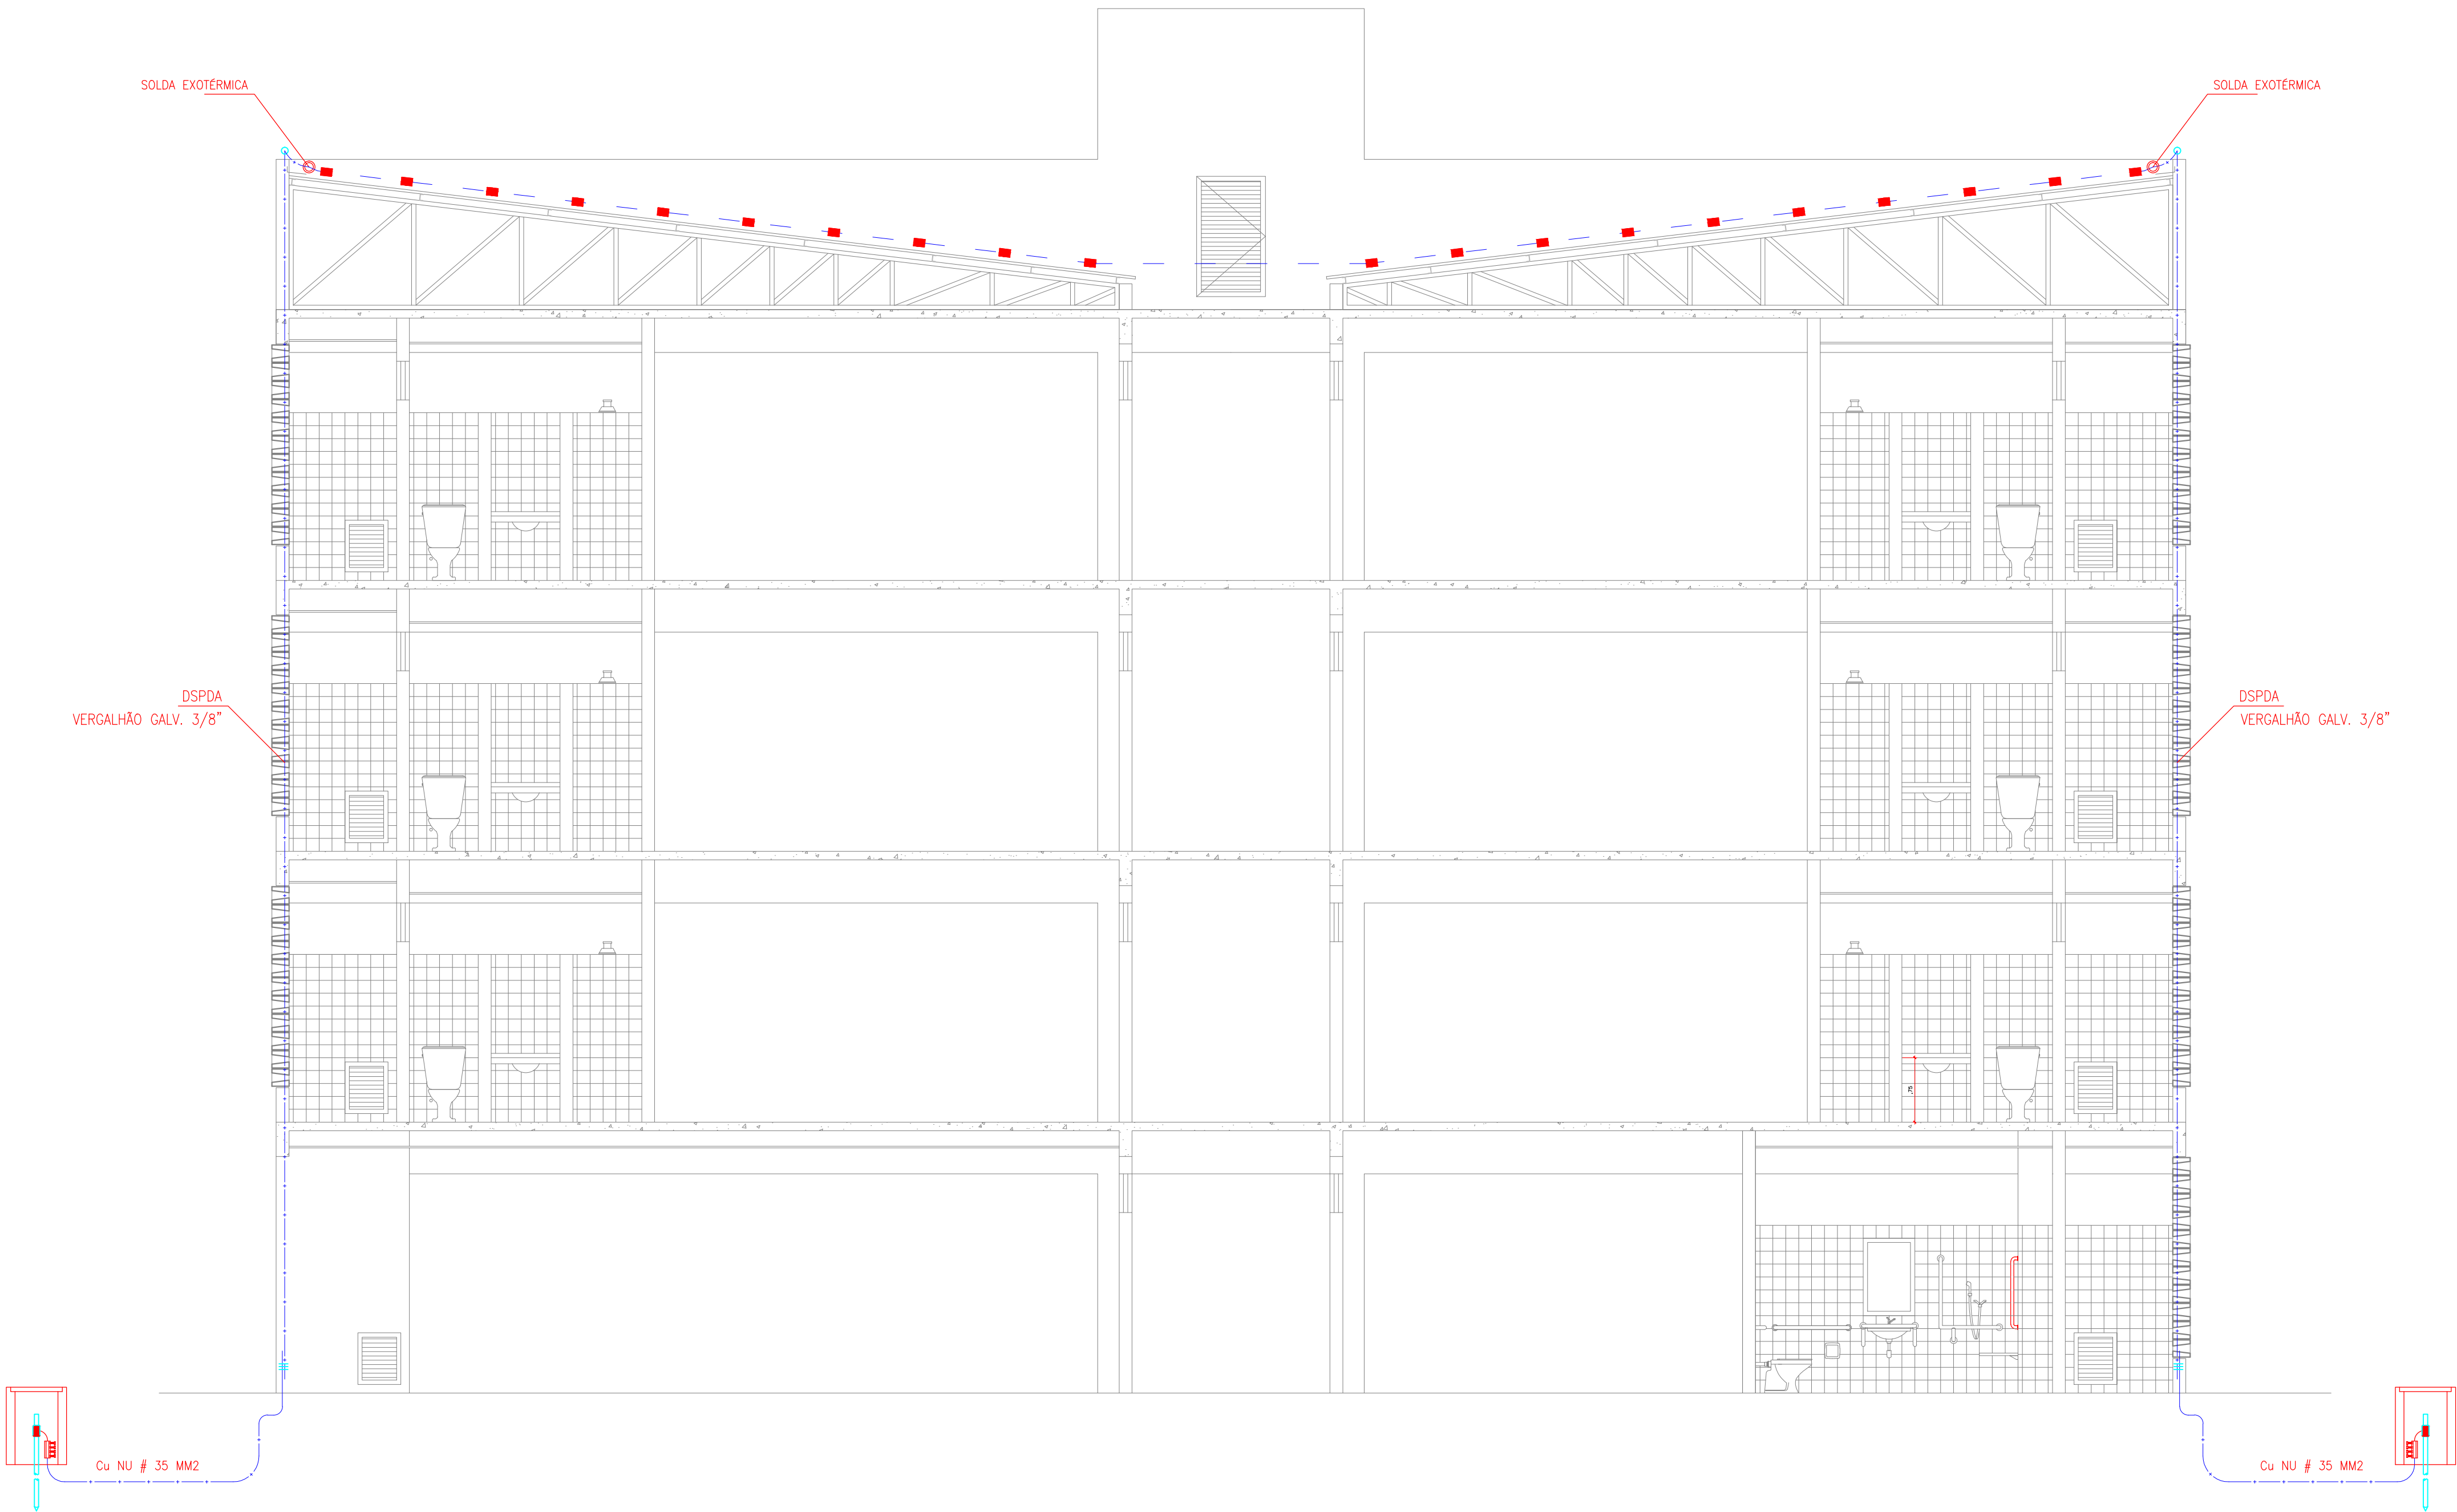 SOLDA EXOTÉRMICA
SOLDA EXOTÉRMICA
DSPDA
VERGALHÃO GALV. 3/8"
DSPDA
VERGALHÃO GALV. 3/8"
.75
Cu NU # 35 MM2
Cu NU # 35 MM2